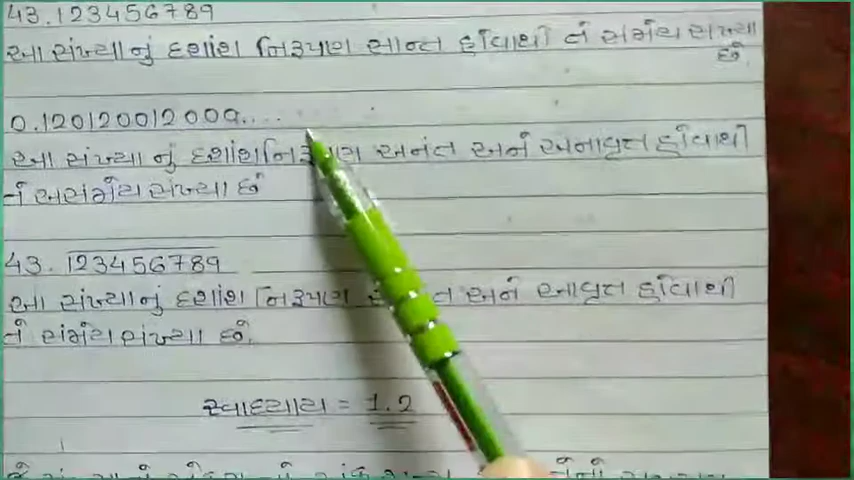 43.123456789
આ સંખ્યાનું દશાંશ નિરૂપણ સાન્ત હોવાથી તે સંમેય સંખ્યા
છે
0.120120012000....
આ સંખ્યા નું દશાંશનિરૂપણ અનંત અને અનાવૃત્ત હોવાથી
તે અસંમેય સંખ્યા છે
43. 123456789
આ સંખ્યાનું દશાંશ નિરૂપણ અને આવૃત્ત હોવાથી
તે સંમેય સંખ્યા છે.
સ્વાધ્યાય = 1.2